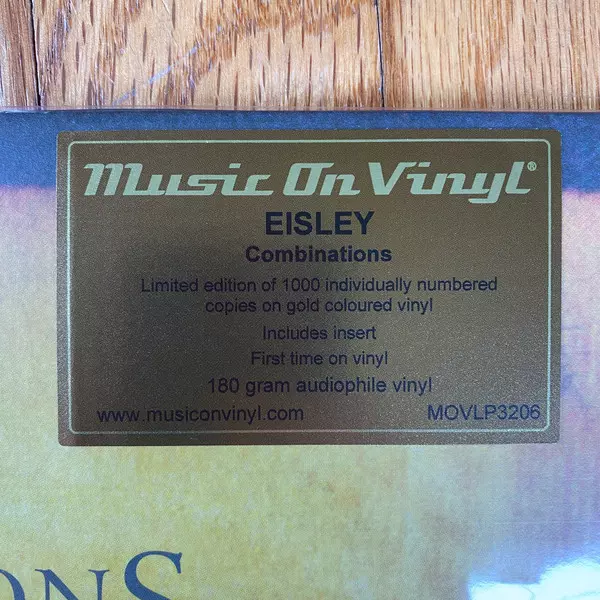 Music On Vinyl®
EISLEY
Combinations
Limited edition of 1000 individually numbered
copies on gold coloured vinyl
Includes insert
First time on vinyl
180 gram audiophile vinyl
www.musiconvinyl.com MOVLP3206
ONS